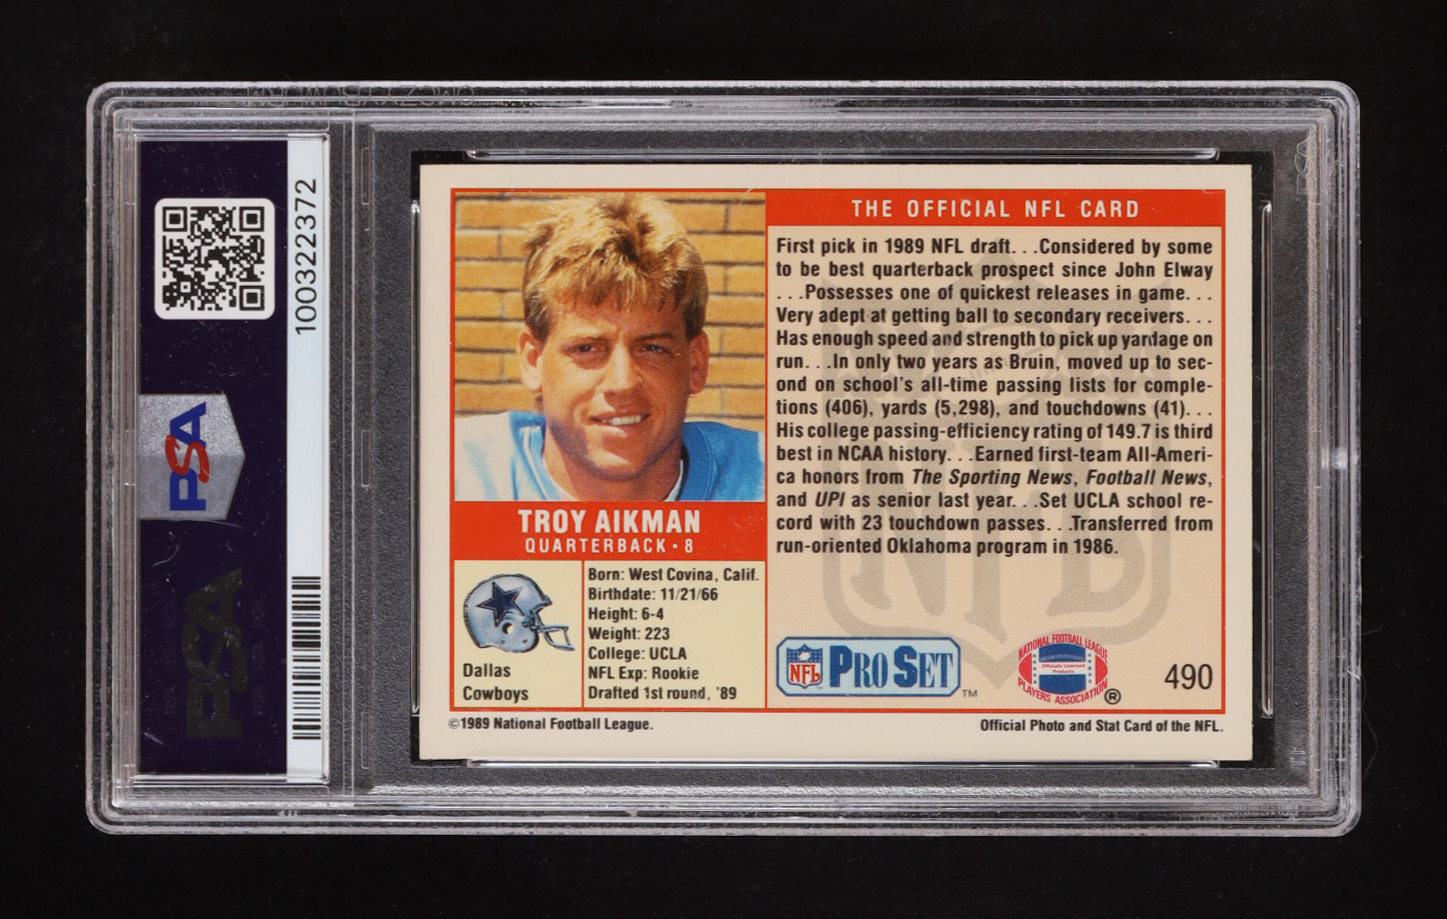 100322372
PSA
PSA
THE OFFICIAL NFL CARD
First pick in 1989 NFL draft. . .Considered by some
to be best quarterback prospect since John Elway
. . .Possesses one of quickest releases in game. . .
Very adept at getting ball to secondary receivers. . .
Has enough speed and strength to pick up yardage on
run. . .In only two years as Bruin, moved up to sec-
ond on school's all-time passing lists for comple-
tions (406), yards (5,298), and touchdowns (41). . .
His college passing-efficiency rating of 149.7 is third
best in NCAA history. . .Earned first-team All-Ameri-
ca honors from The Sporting News, Football News,
and UPI as senior last year. . .Set UCLA school re-
cord with 23 touchdown passes. . .Transferred from
run-oriented Oklahoma program in 1986.
TROY AIKMAN
QUARTERBACK • 8
Dallas
Cowboys
Born: West Covina, Calif.
Birthdate: 11/21/66
Height: 6-4
Weight: 223
College: UCLA
NFL Exp: Rookie
Drafted 1st round, '89
NFL
NFL PRO SET ™
NATIONAL FOOTBALL LEAGUE
Officially Licensed
Products
PLAYERS ASSOCIATION ®
490
©1989 National Football League.
Official Photo and Stat Card of the NFL.